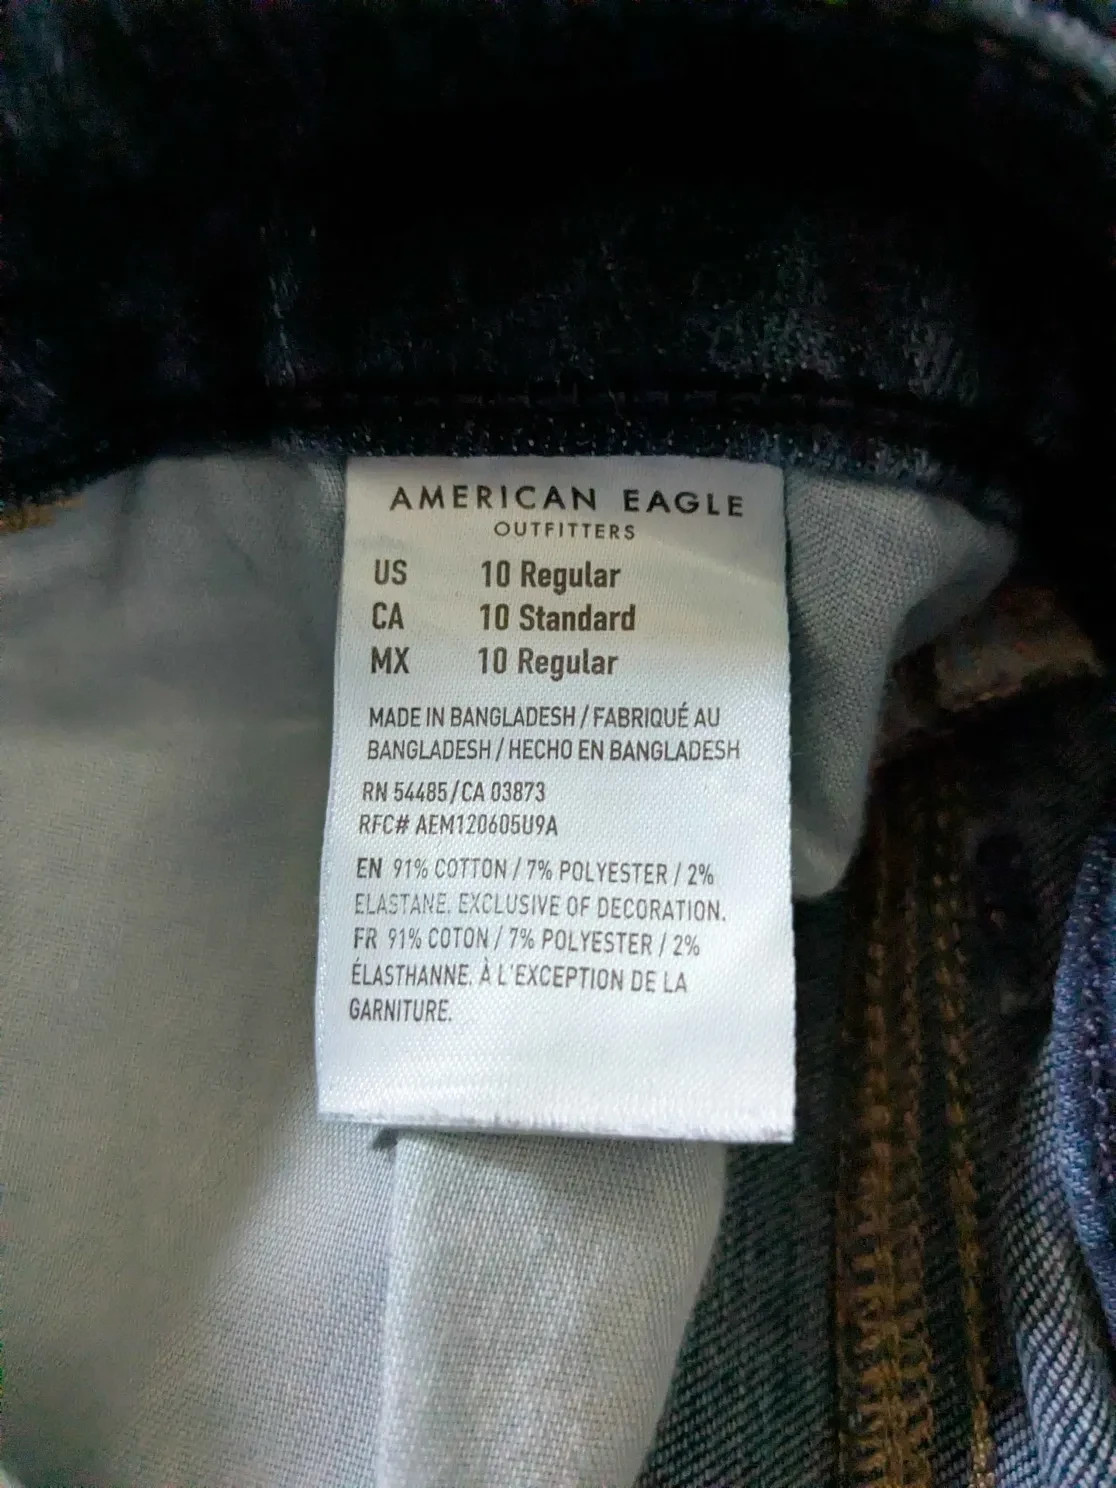 AMERICAN EAGLE
OUTFITTERS
US 10 Regular
CA 10 Standard
MX 10 Regular
MADE IN BANGLADESH / FABRIQUÉ AU
BANGLADESH / HECHO EN BANGLADESH
RN 54485/CA 03873
RFC# AEM120605U9A
EN 91% COTTON / 7% POLYESTER / 2%
ELASTANE. EXCLUSIVE OF DECORATION.
FR 91% COTON / 7% POLYESTER / 2%
ÉLASTHANNE. À L'EXCEPTION DE LA
GARNITURE.